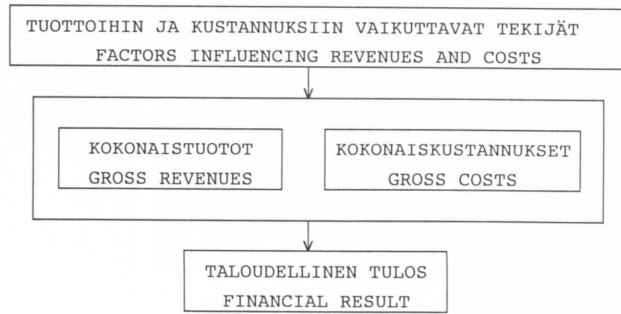 TUOTTOIHIN JA KUSTANNUKSIIN VAIKUTTAVAT TEKIJÄT
FACTORS INFLUENCING REVENUES AND COSTS
KOKONAISTUOTOT
GROSS REVENUES
KOKONAISKUSTANNUKSET
GROSS COSTS
TALOUDELLINEN TULOS
FINANCIAL RESULT